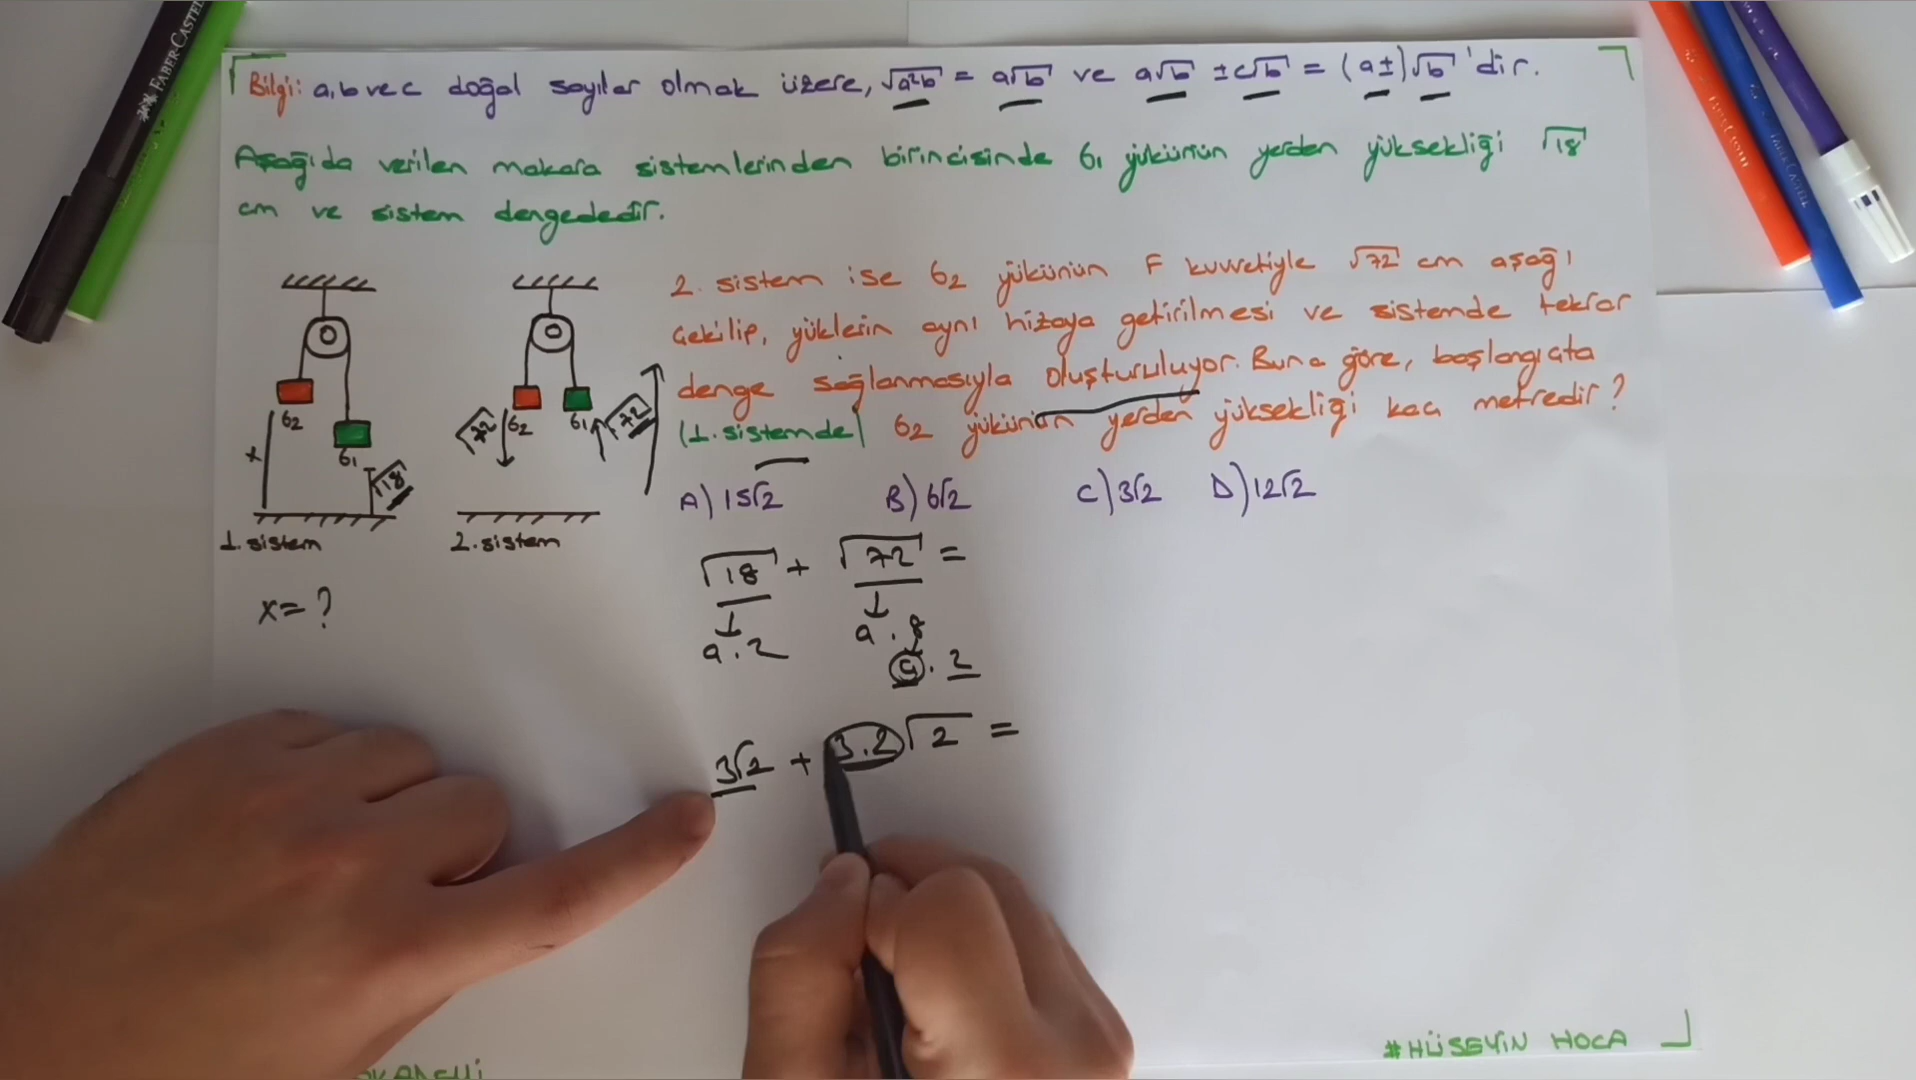 FABER-CASTEL
Bilgi: a,b ve c doğal sayılar olmak üzere, √a²b = a√b ve a√b ±c√b = (a±)√b 'dir.
Aşağıda verilen makara sistemlerinden birincisinde G₁ yükünün yerden yüksekliği √18
cm ve sistem dengededir.
2. sistem ise G₂ yükünün F kuvvetiyle √72 cm aşağı
çekilip, yüklerin aynı hizaya getirilmesi ve sistemde tekrar
denge sağlanmasıyla oluşturuluyor. Buna göre, başlangıçta
(1. sistemde) G₂ yükünün yerden yüksekliği kaç metredir?
A) 15√2 B) 6√2 C) 3√2 D) 12√2
G₂ G₁ x √18
1. sistem
√72 G₂ G₁ √72
2. sistem
x = ?
√18 + √72 =
9.2 9.8
4.2
3√2 + 3.2√2 =
#HÜSEYİN HOCA